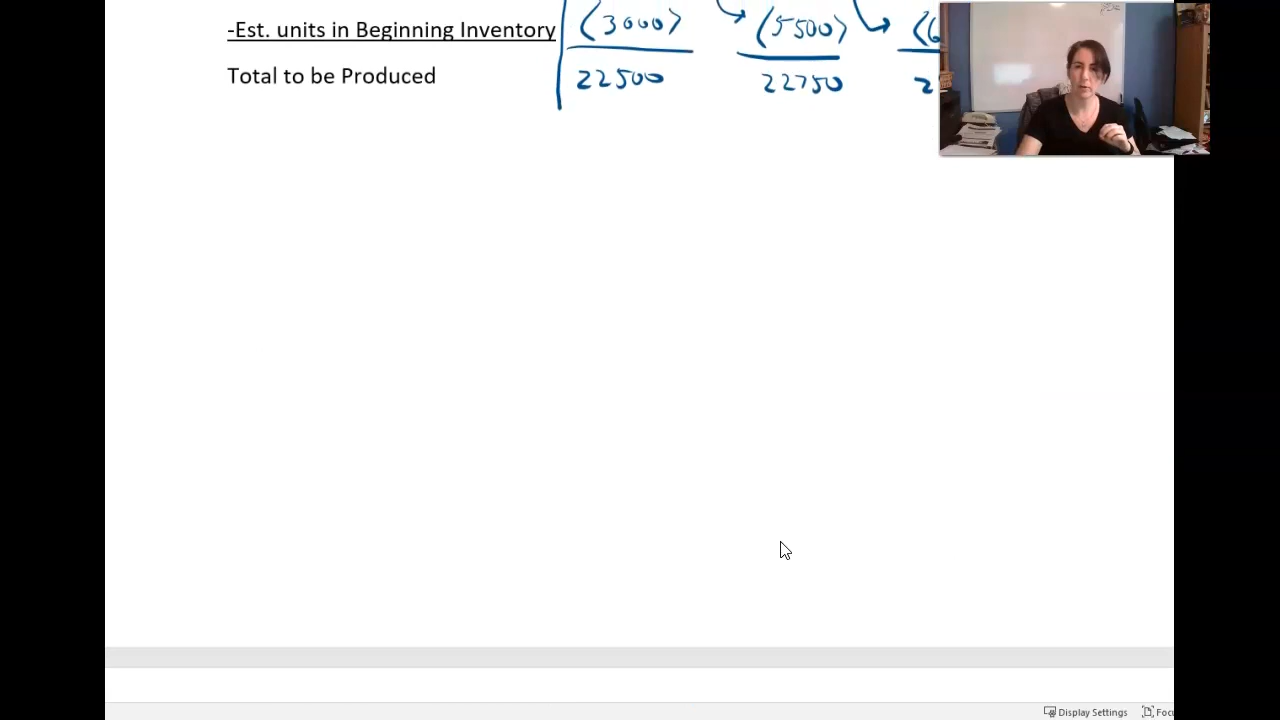 -Est. units in Beginning Inventory (3000) (5500)
Total to be Produced 22500 22750
Display Settings